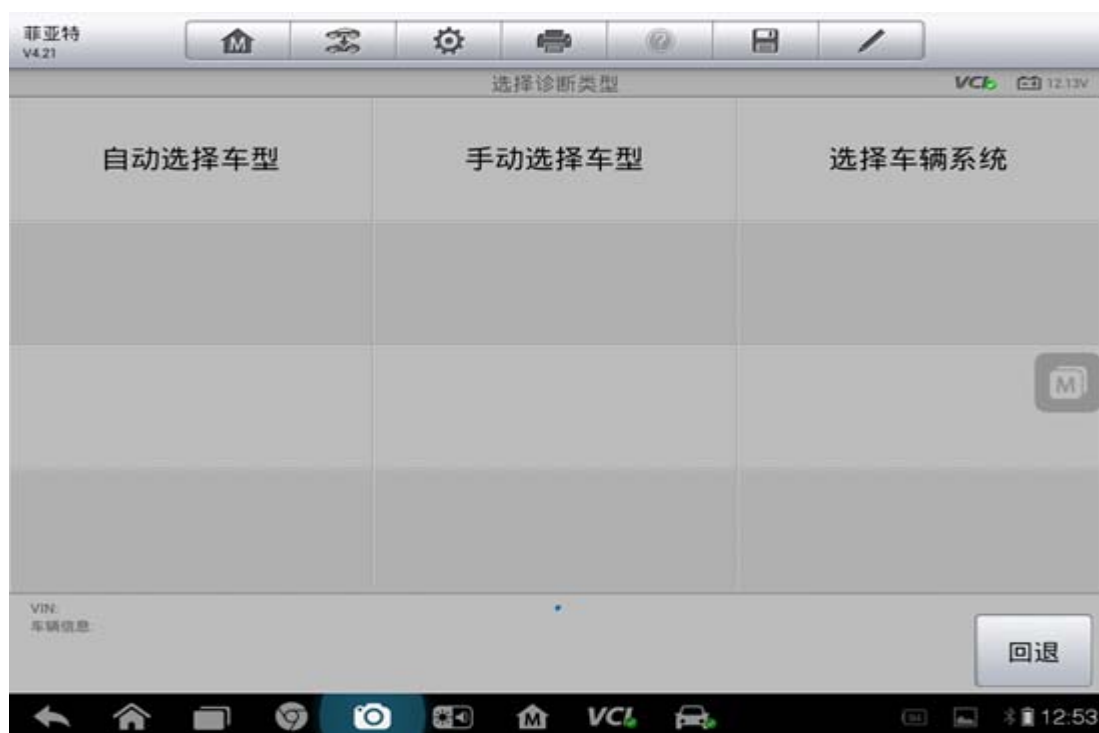 菲亚特
V4.21
选择诊断类型
VCI 12.13V
自动选择车型
手动选择车型
选择车辆系统
M
VIN:
车辆信息:
回退
M VCI
12:53